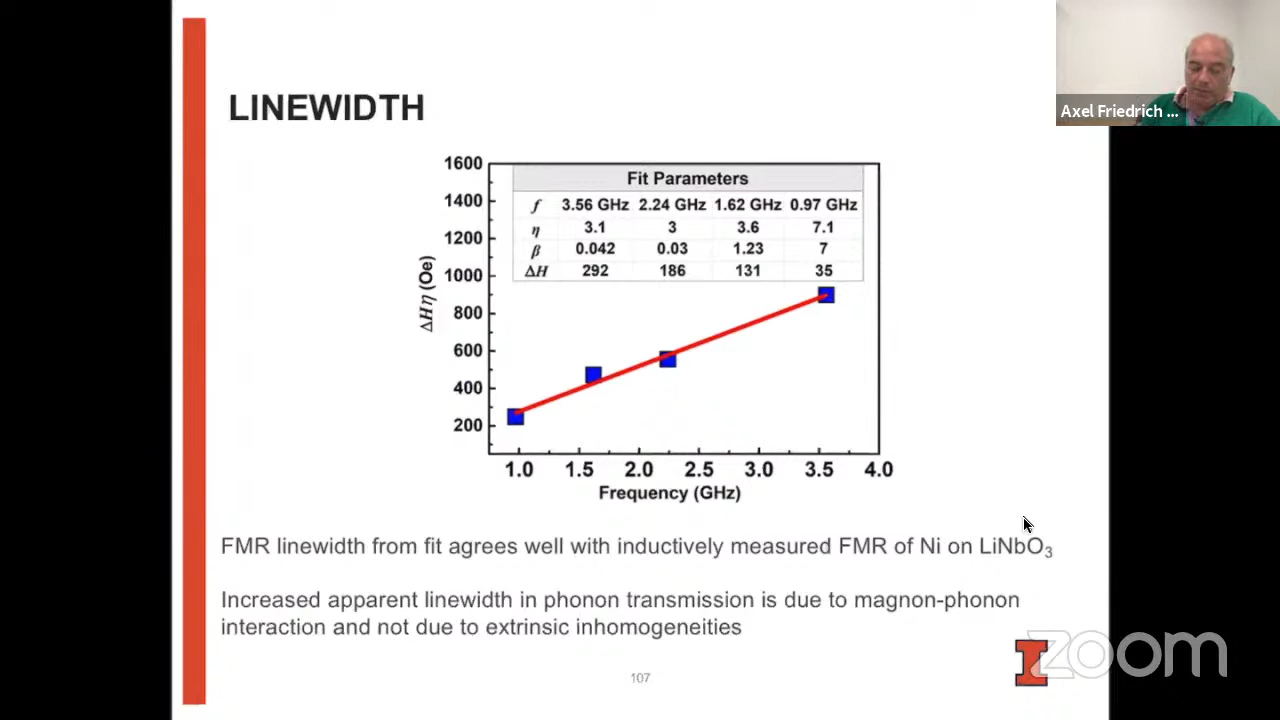 LINEWIDTH
Axel Friedrich ...
Fit Parameters
f 3.56 GHz 2.24 GHz 1.62 GHz 0.97 GHz
η 3.1 3 3.6 7.1
β 0.042 0.03 1.23 7
ΔH 292 186 131 35
1600
1400
1200
1000
800
600
400
200
ΔHη (Oe)
1.0 1.5 2.0 2.5 3.0 3.5 4.0
Frequency (GHz)
FMR linewidth from fit agrees well with inductively measured FMR of Ni on LiNbO₃
Increased apparent linewidth in phonon transmission is due to magnon-phonon
interaction and not due to extrinsic inhomogeneities
107
I
zoom